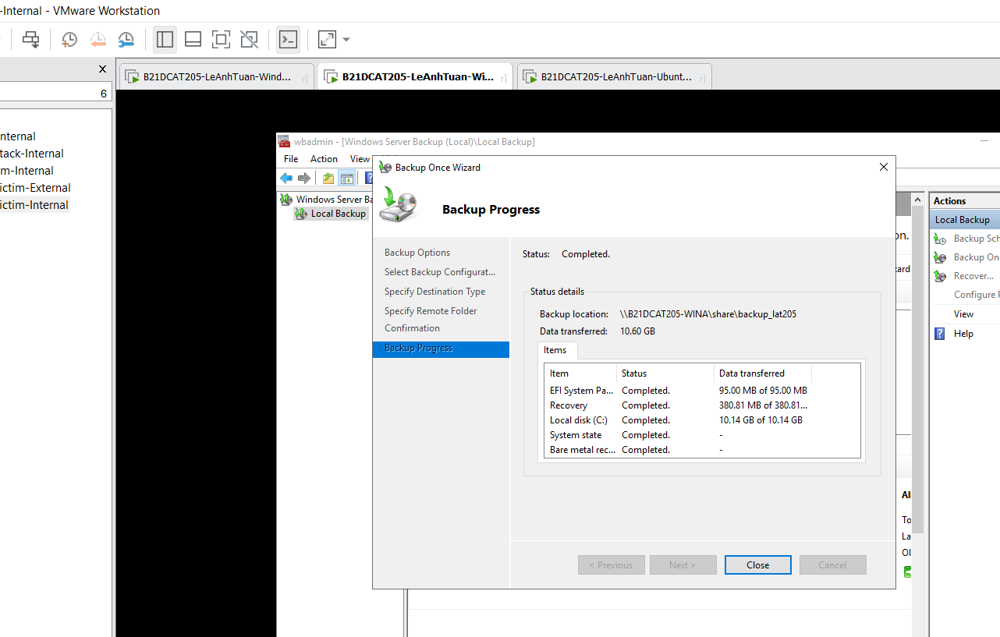 -Internal - VMware Workstation
6
nternal
tack-Internal
m-Internal
ictim-External
ictim-Internal
B21DCAT205-LeAnhTuan-Wind...
B21DCAT205-LeAnhTuan-Wi...
B21DCAT205-LeAnhTuan-Ubunt...
wbadmin - [Windows Server Backup (Local)\Local Backup]
File Action View
Windows Server Ba
Local Backup
Backup Once Wizard
Backup Progress
Backup Options
Select Backup Configurat...
Specify Destination Type
Specify Remote Folder
Confirmation
Backup Progress
Status: Completed.
Status details
Backup location: \\B21DCAT205-WINA\share\backup_lat205
Data transferred: 10.60 GB
Items
Item Status Data transferred
EFI System Pa... Completed. 95.00 MB of 95.00 MB
Recovery Completed. 380.81 MB of 380.81...
Local disk (C:) Completed. 10.14 GB of 10.14 GB
System state Completed. -
Bare metal rec... Completed. -
< Previous
Next >
Close
Cancel
on.
zard
Al
To
La
Ol
Actions
Local Backup
Backup Sch
Backup On
Recover...
Configure P
View
Help